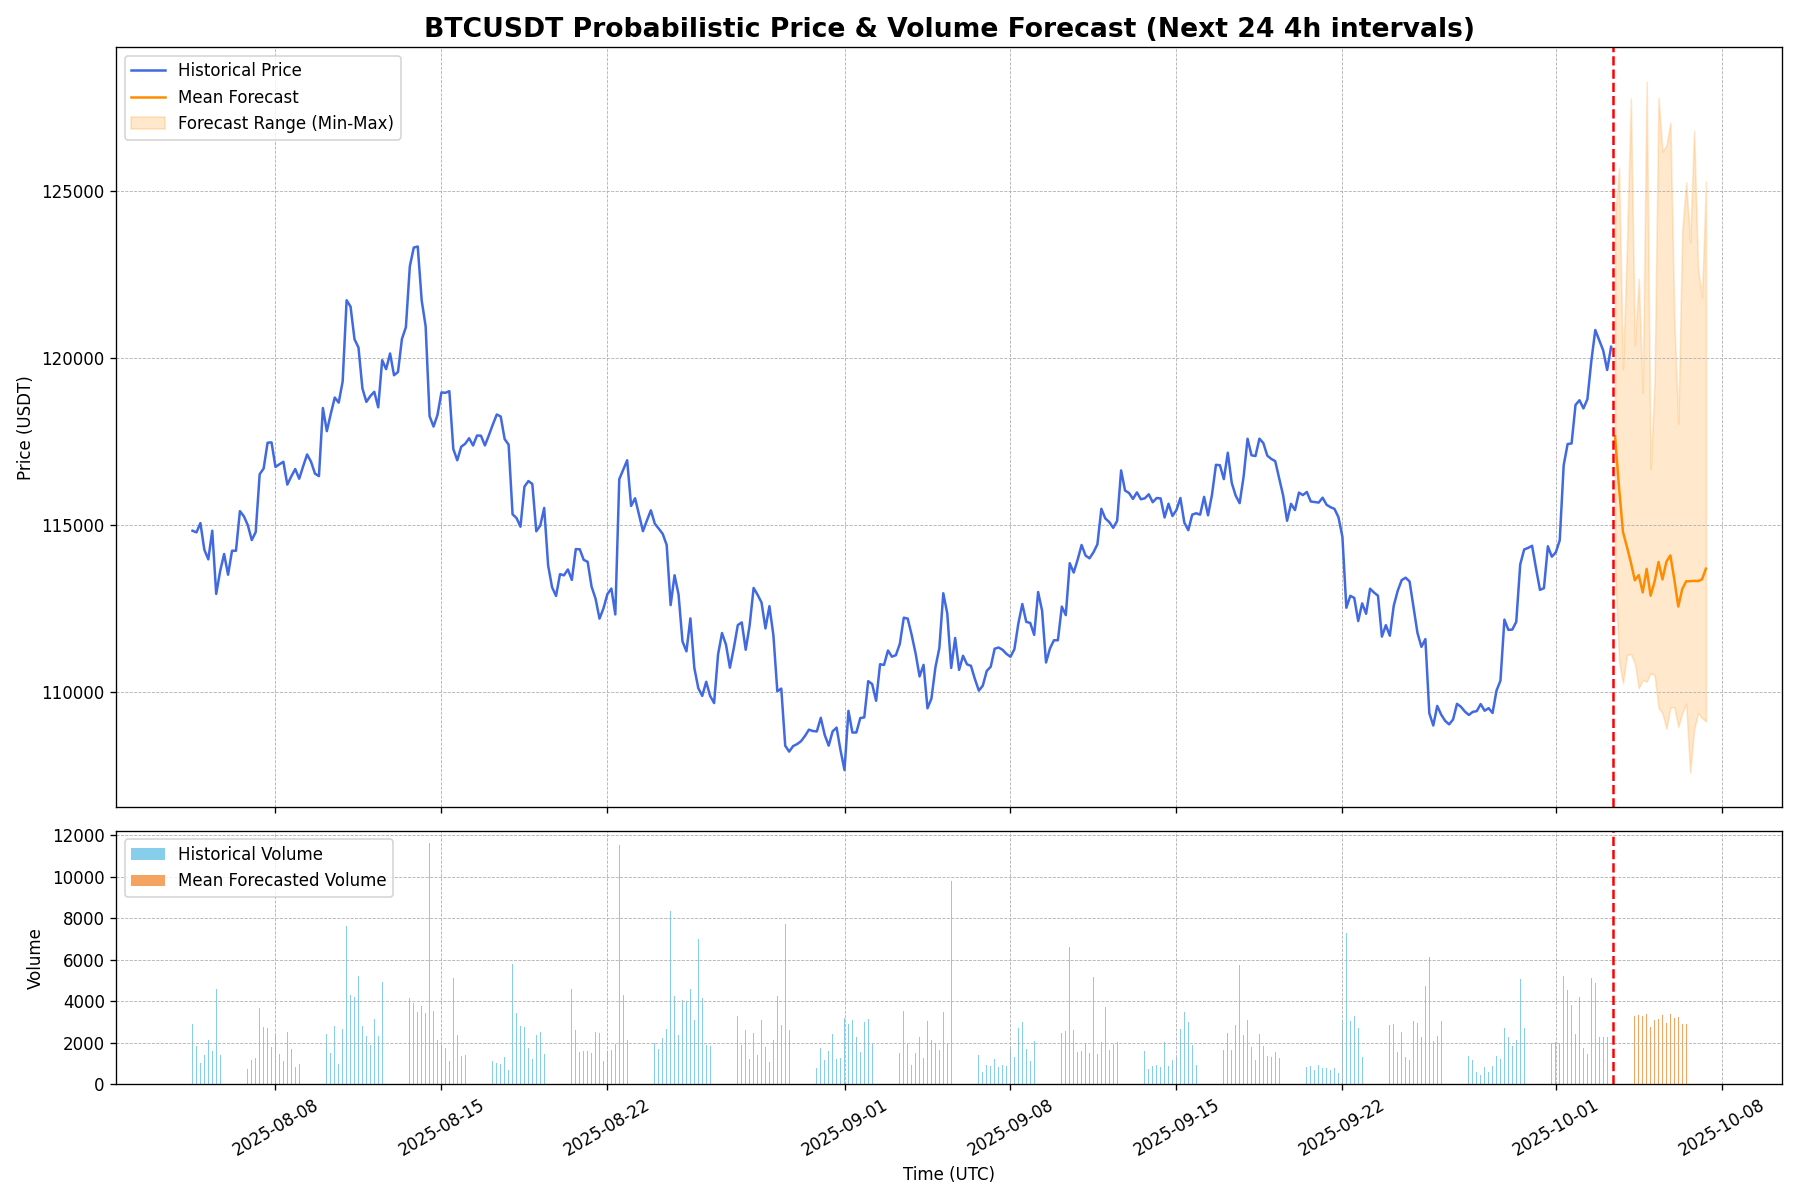 BTCUSDT Probabilistic Price & Volume Forecast (Next 24 4h intervals)
Historical Price
Mean Forecast
Forecast Range (Min-Max)
125000
120000
115000
110000
Price (USDT)
Historical Volume
Mean Forecasted Volume
12000
10000
8000
6000
4000
2000
0
Volume
2025-08-08
2025-08-15
2025-08-22
2025-09-01
2025-09-08
2025-09-15
2025-09-22
2025-10-01
2025-10-08
Time (UTC)